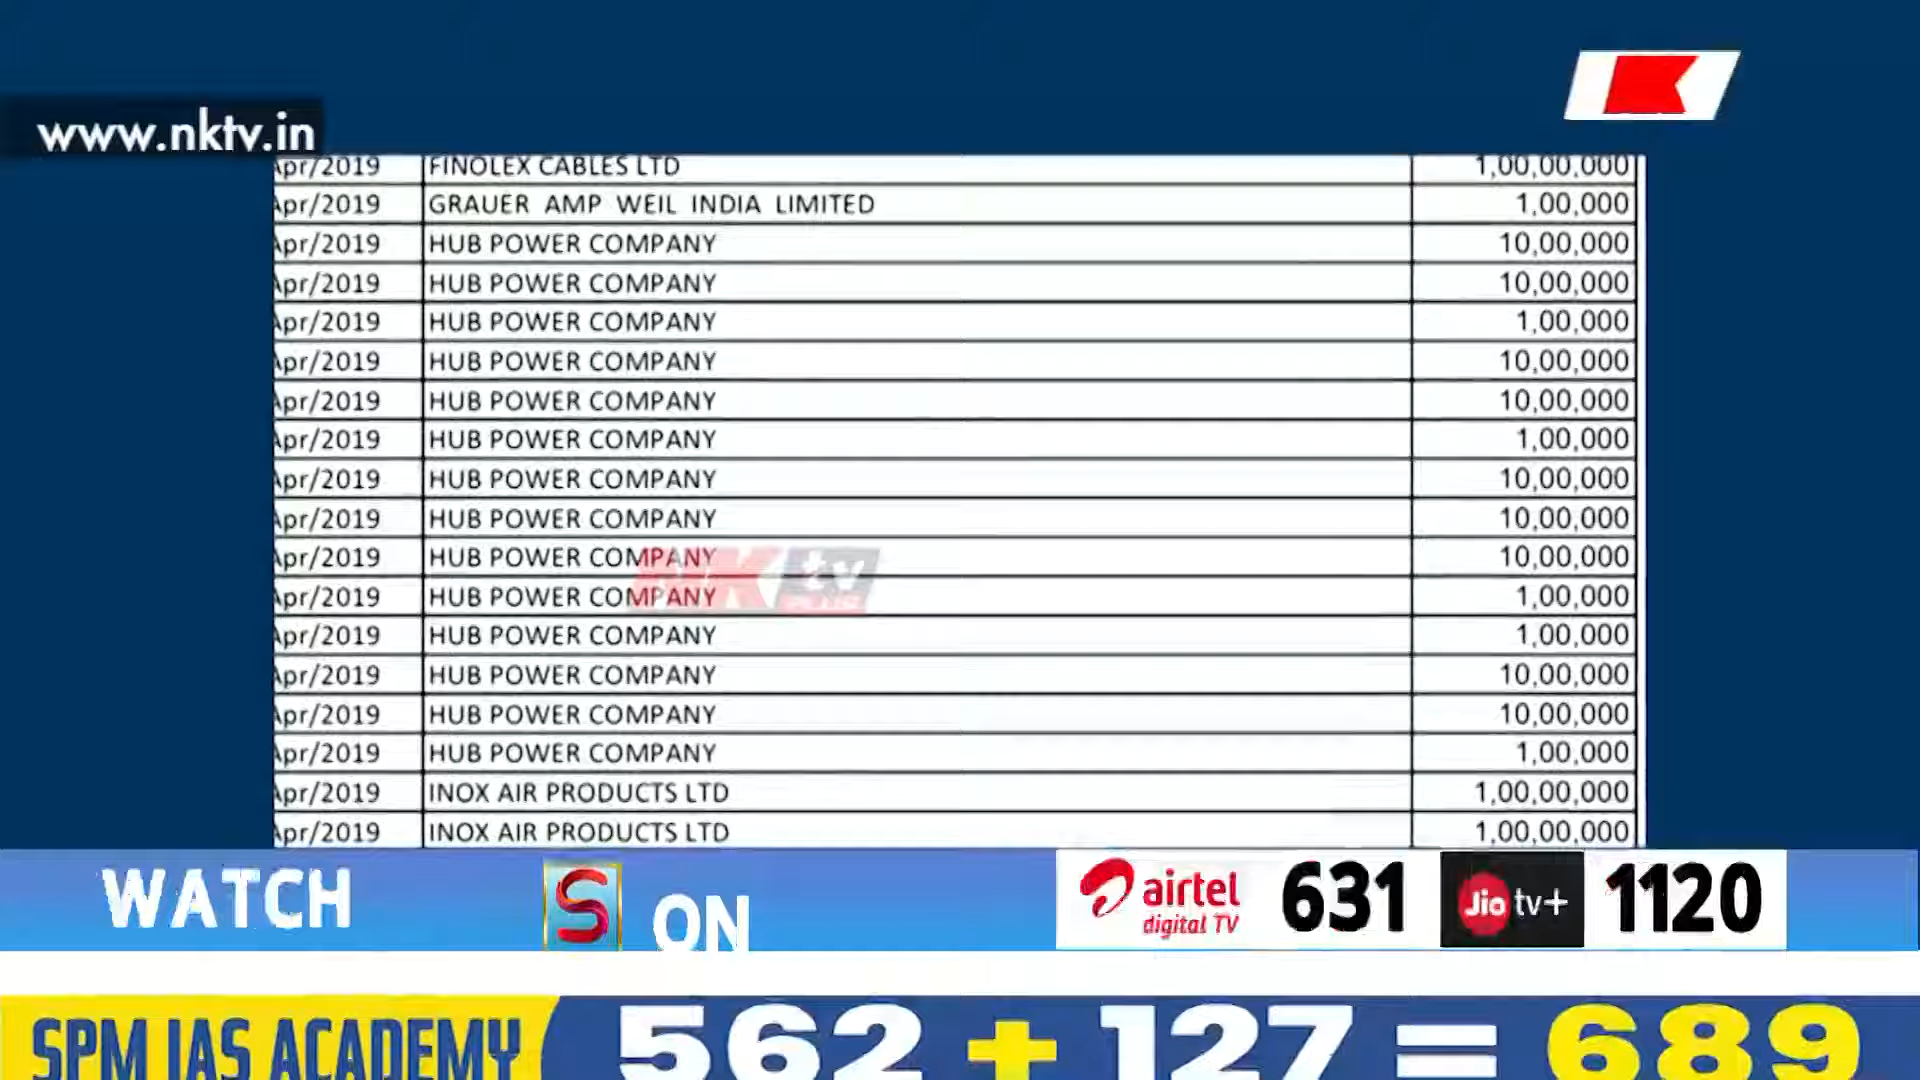 www.nktv.in
Apr/2019 FINOLEX CABLES LTD 1,00,00,000
Apr/2019 GRAUER AMP WEIL INDIA LIMITED 1,00,000
Apr/2019 HUB POWER COMPANY 10,00,000
Apr/2019 HUB POWER COMPANY 10,00,000
Apr/2019 HUB POWER COMPANY 1,00,000
Apr/2019 HUB POWER COMPANY 10,00,000
Apr/2019 HUB POWER COMPANY 10,00,000
Apr/2019 HUB POWER COMPANY 1,00,000
Apr/2019 HUB POWER COMPANY 10,00,000
Apr/2019 HUB POWER COMPANY 10,00,000
Apr/2019 HUB POWER COMPANY 10,00,000
Apr/2019 HUB POWER COMPANY 1,00,000
Apr/2019 HUB POWER COMPANY 1,00,000
Apr/2019 HUB POWER COMPANY 10,00,000
Apr/2019 HUB POWER COMPANY 10,00,000
Apr/2019 HUB POWER COMPANY 1,00,000
Apr/2019 INOX AIR PRODUCTS LTD 1,00,00,000
Apr/2019 INOX AIR PRODUCTS LTD 1,00,00,000
NK tv PLUS
WATCH S ON airtel digital TV 631 Jio tv+ 1120
SPM IAS ACADEMY 562 + 127 = 689